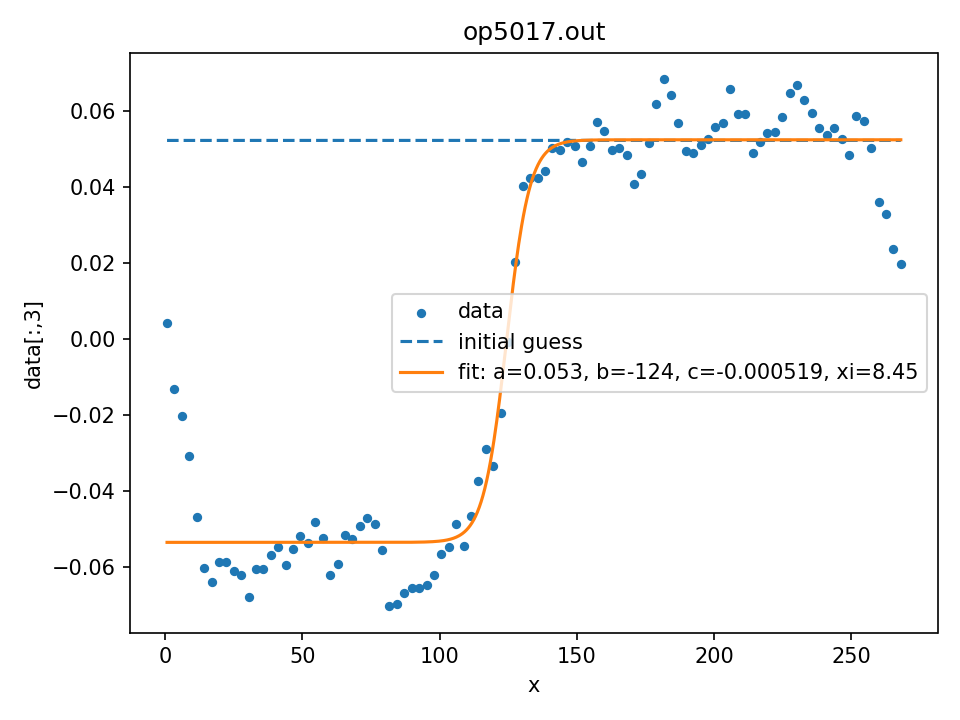 op5017.out
0.06
0.04
0.02
0.00
−0.02
−0.04
−0.06
data[:,3]
data
initial guess
fit: a=0.053, b=-124, c=-0.000519, xi=8.45
0 50 100 150 200 250
x